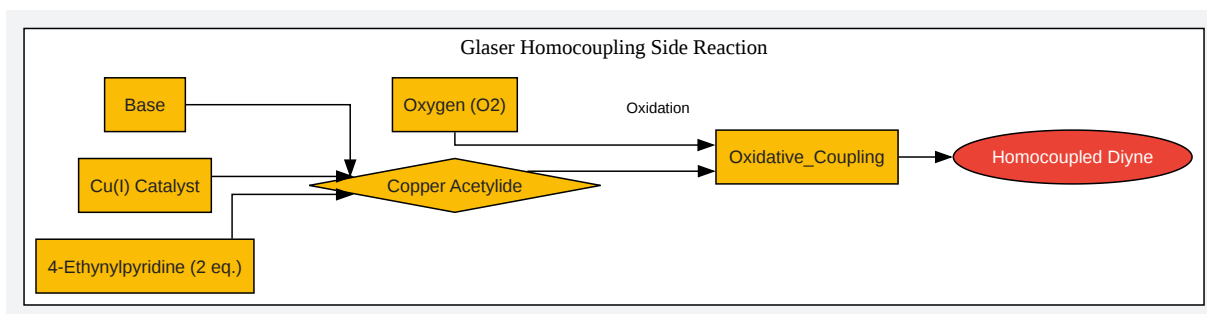 Glaser Homocoupling Side Reaction
Base
Oxygen (O2)
Oxidation
Oxidative_Coupling
Homocoupled Diyne
Cu(I) Catalyst
Copper Acetylide
4-Ethynylpyridine (2 eq.)